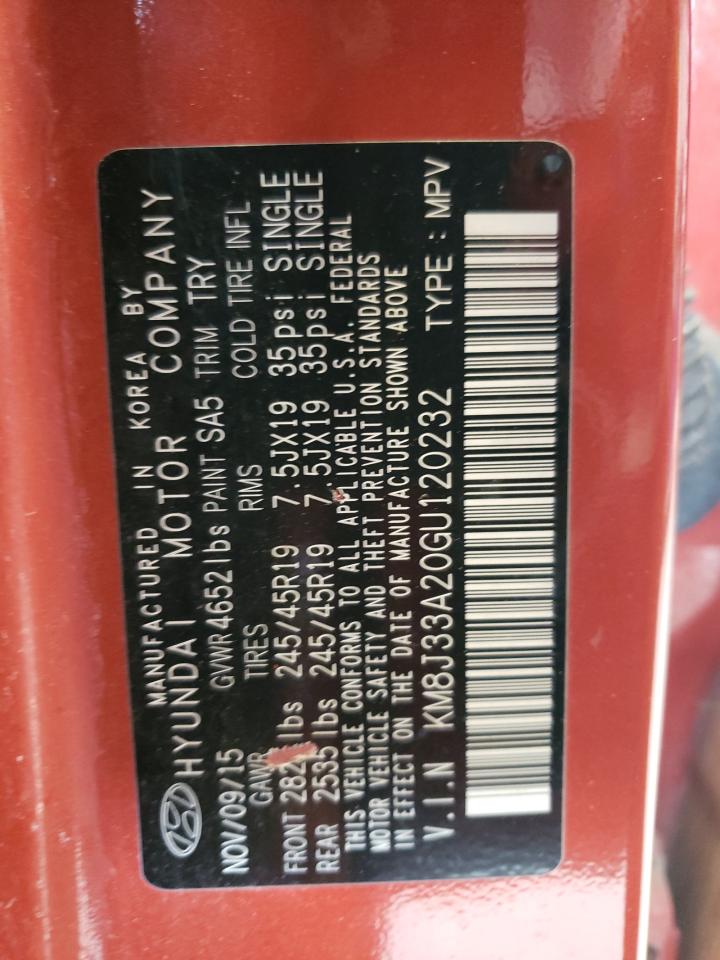 MANUFACTURED IN KOREA BY
HYUNDAI MOTOR COMPANY
NOV/09/15 GVWR4652lbs PAINT SA5 TRIM TRY
GAWR TIRES RIMS COLD TIRE INFL
FRONT lbs 245/45R19 7.5JX19 35psi SINGLE
REAR 2535lbs 245/45R19 7.5JX19 35psi SINGLE
THIS VEHICLE CONFORMS TO ALL APPLICABLE U.S.A. FEDERAL
MOTOR VEHICLE SAFETY AND THEFT PREVENTION STANDARDS
IN EFFECT ON THE DATE OF MANUFACTURE SHOWN ABOVE
V.I.N KM8J33A20GU120232 TYPE : MPV